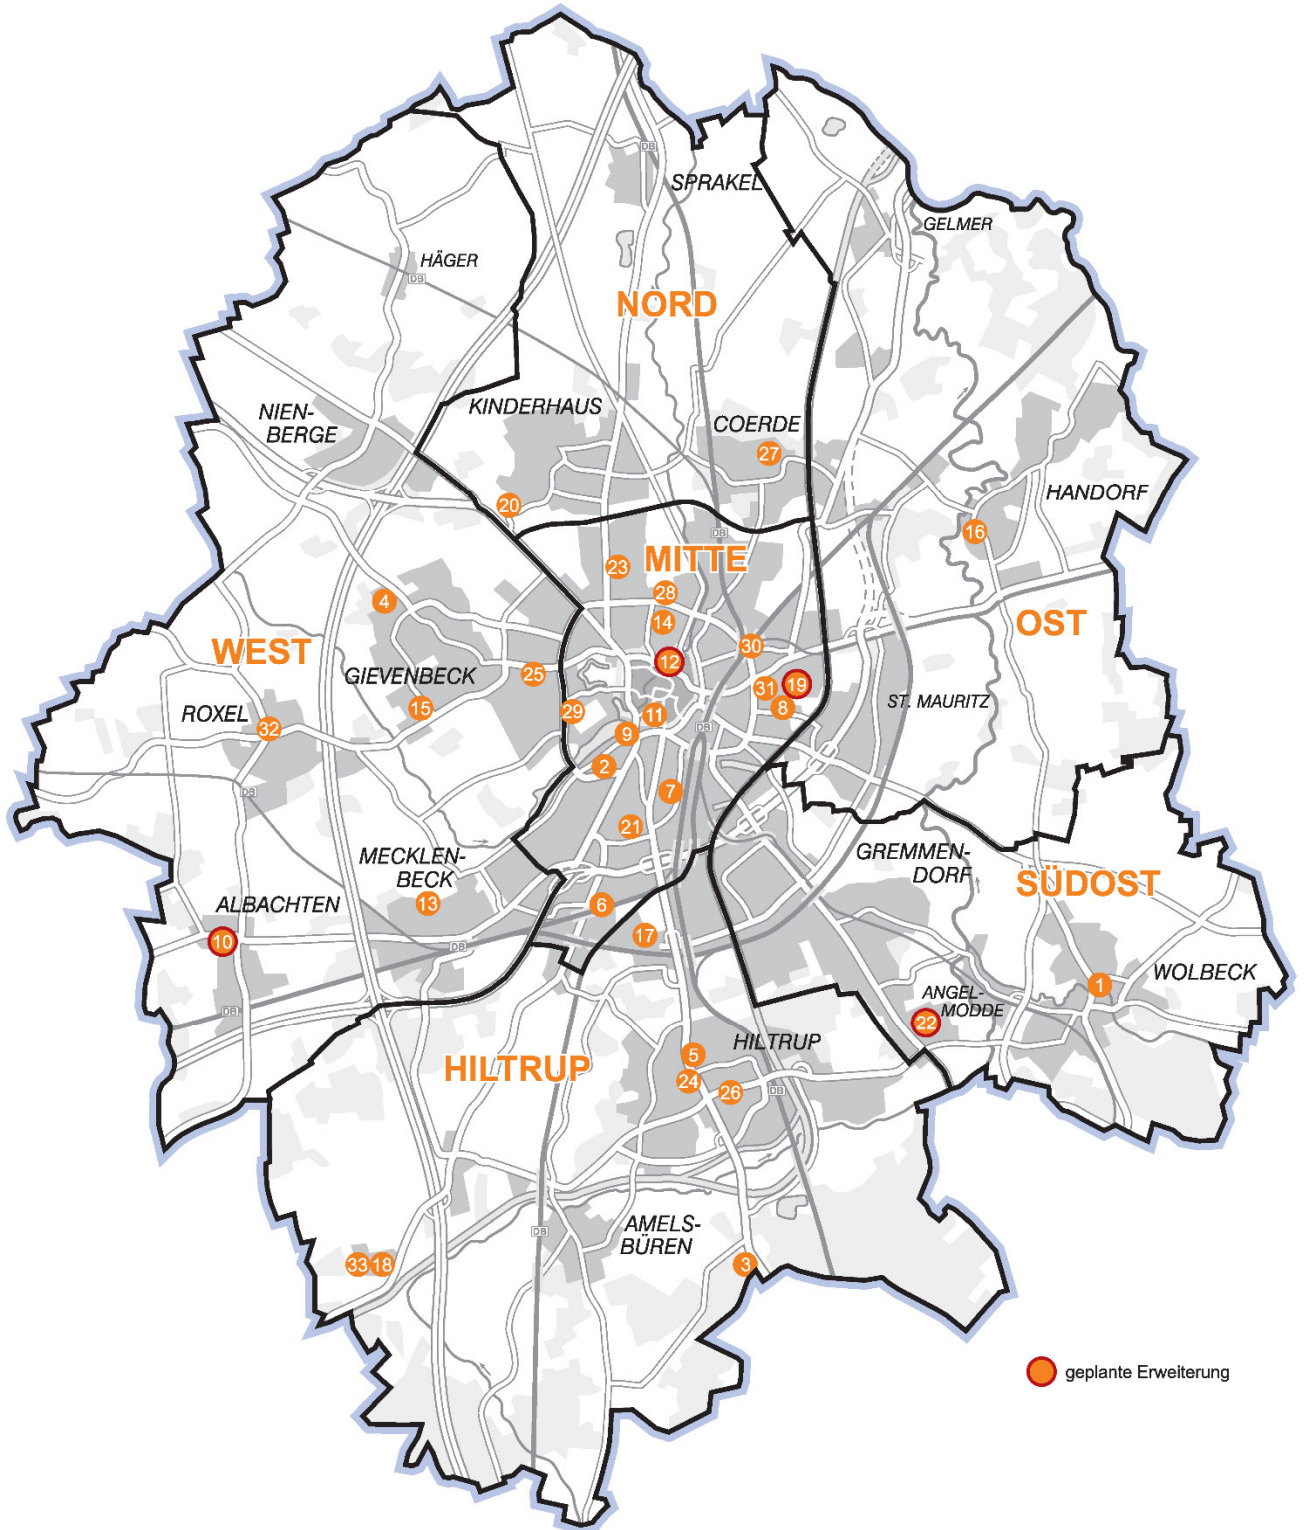 DB
SPRAKEL
GELMER
HÄGER
DB
NORD
KINDERHAUS
NIEN-
BERGE
COERDE
27
HANDORF
20
16
DB
MITTE
23
28
4
14
OST
WEST
30
12
GIEVENBECK
25
31
19
ST. MAURITZ
15
8
ROXEL
29
11
32
9
DB
2
DB
7
21
MECKLEN-
BECK
GREMMEN-
DORF
SÜDOST
13
6
ALBACHTEN
17
10
DB
WOLBECK
1
ANGEL-
MODDE
22
DB
HILTRUP
5
HILTRUP
24
26
DB
AMELS-
BÜREN
DB
33
18
3
geplante Erweiterung